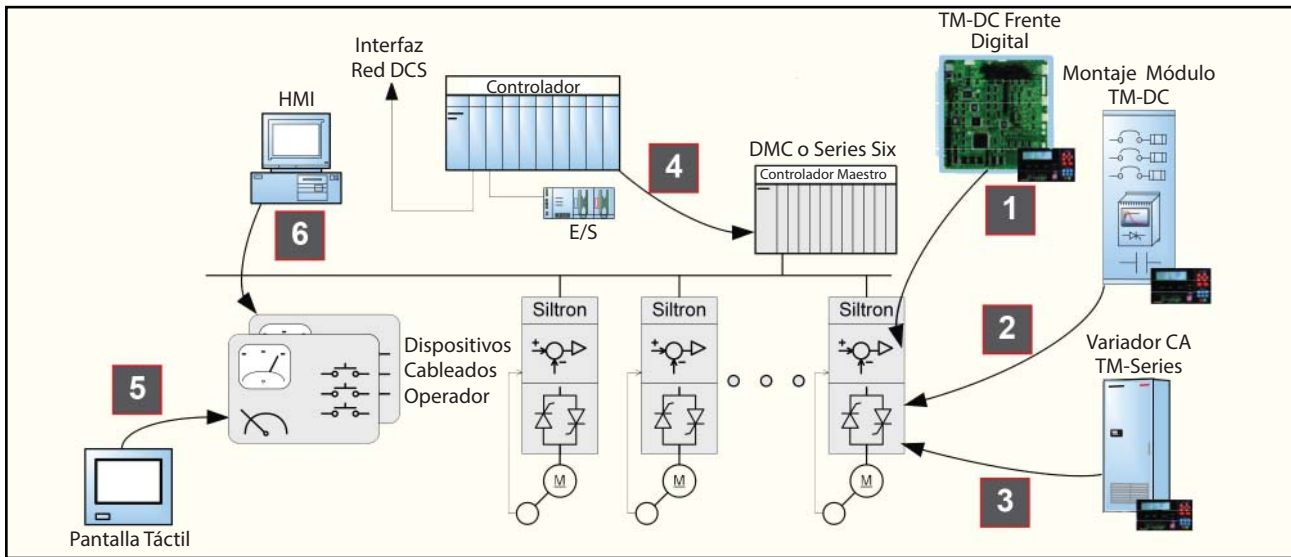 TM-DC Frente
Digital
Interfaz
Red DCS
Controlador
Montaje Módulo
TM-DC
HMI
4
DMC o Series Six
Controlador Maestro
1
6
E/S
Siltron
Siltron
Siltron
+
-
+
-
+
-
2
Dispositivos
Cableados
Operador
Variador CA
TM-Series
5
M
M
M
3
Pantalla Táctil